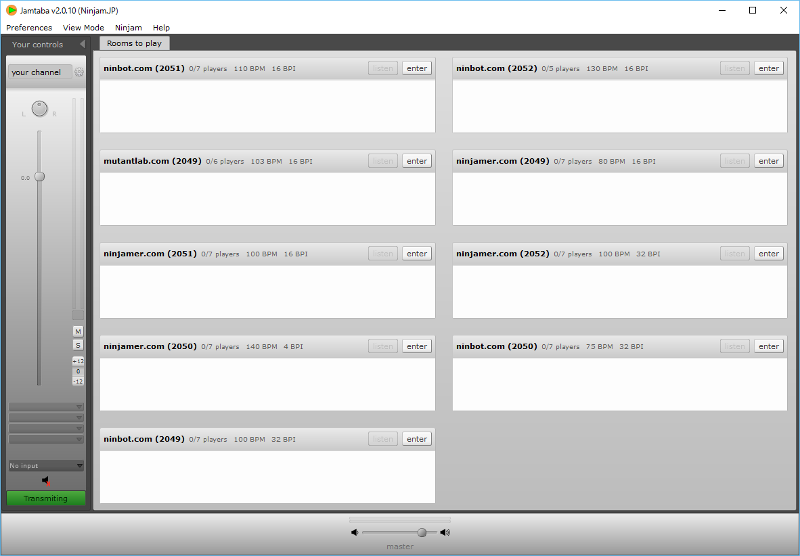 Jamtaba v2.0.10 (Ninjam.JP)
Preferences View Mode Ninjam Help
Your controls
Rooms to play
your channel
L R
0.0
M
S
+12
0
-12
No input
Transmiting
ninbot.com (2051) 0/7 players 110 BPM 16 BPI listen enter
ninbot.com (2052) 0/5 players 130 BPM 16 BPI listen enter
mutantlab.com (2049) 0/6 players 103 BPM 16 BPI listen enter
ninjamer.com (2049) 0/7 players 80 BPM 16 BPI listen enter
ninjamer.com (2051) 0/7 players 100 BPM 16 BPI listen enter
ninjamer.com (2052) 0/7 players 100 BPM 32 BPI listen enter
ninjamer.com (2050) 0/7 players 140 BPM 4 BPI listen enter
ninbot.com (2050) 0/7 players 75 BPM 32 BPI listen enter
ninbot.com (2049) 0/7 players 100 BPM 32 BPI listen enter
master